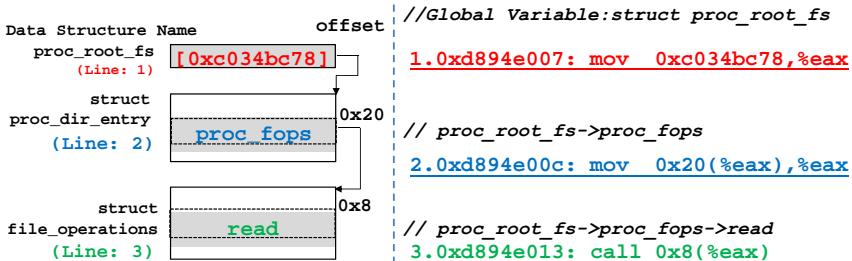 Data Structure Name
offset
proc_root_fs
(Line: 1)
[0xc034bc78]
struct
proc_dir_entry
(Line: 2)
0x20
proc_fops
struct
file_operations
(Line: 3)
0x8
read
//Global Variable:struct proc_root_fs
1.0xd894e007: mov 0xc034bc78,%eax
// proc_root_fs->proc_fops
2.0xd894e00c: mov 0x20(%eax),%eax
// proc_root_fs->proc_fops->read
3.0xd894e013: call 0x8(%eax)